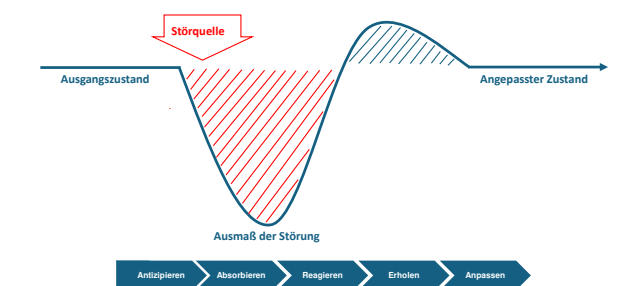 Störquelle
Ausgangszustand
Angepasster Zustand
Ausmaß der Störung
Antizipieren
Absorbieren
Reagieren
Erholen
Anpassen